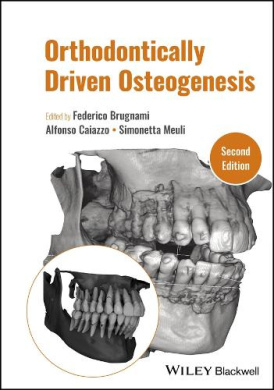 Orthodontically
Driven Osteogenesis
Edited by Federico Brugnami
Alfonso Caiazzo • Simonetta Meuli
Second
Edition
WILEY Blackwell